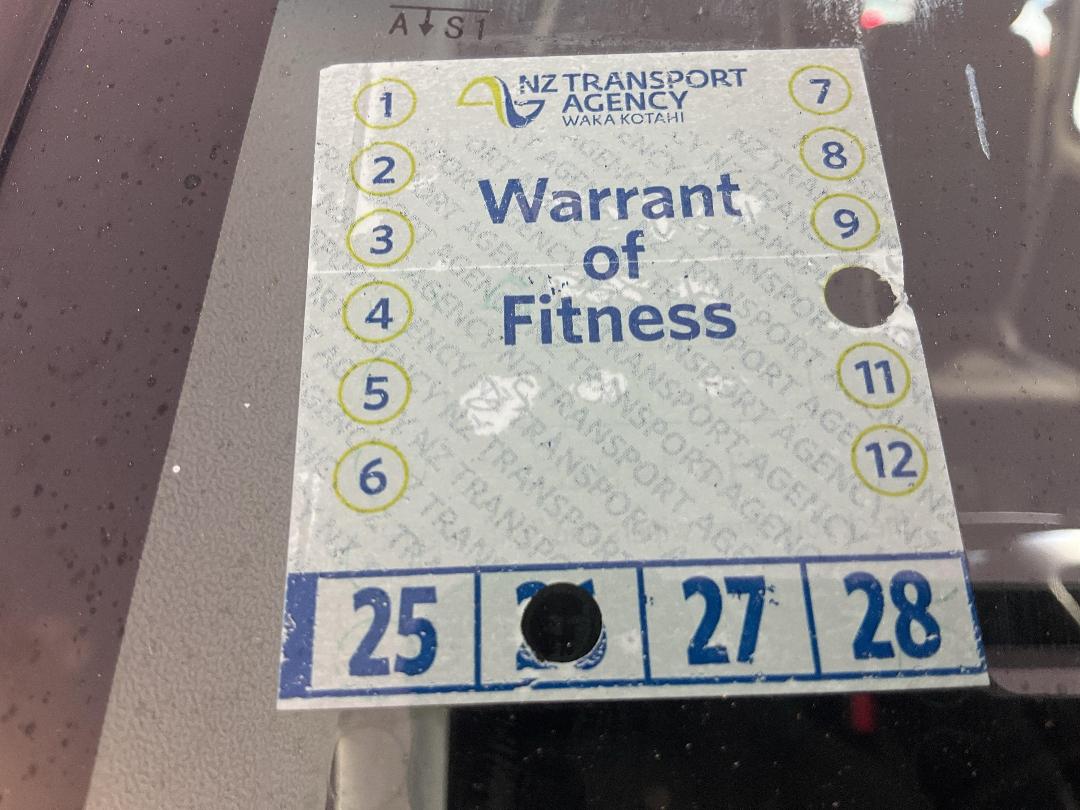 A↓S1
NZ TRANSPORT
AGENCY
WAKA KOTAHI
Warrant
of
Fitness
1
2
3
4
5
6
7
8
9
11
12
25
27
28